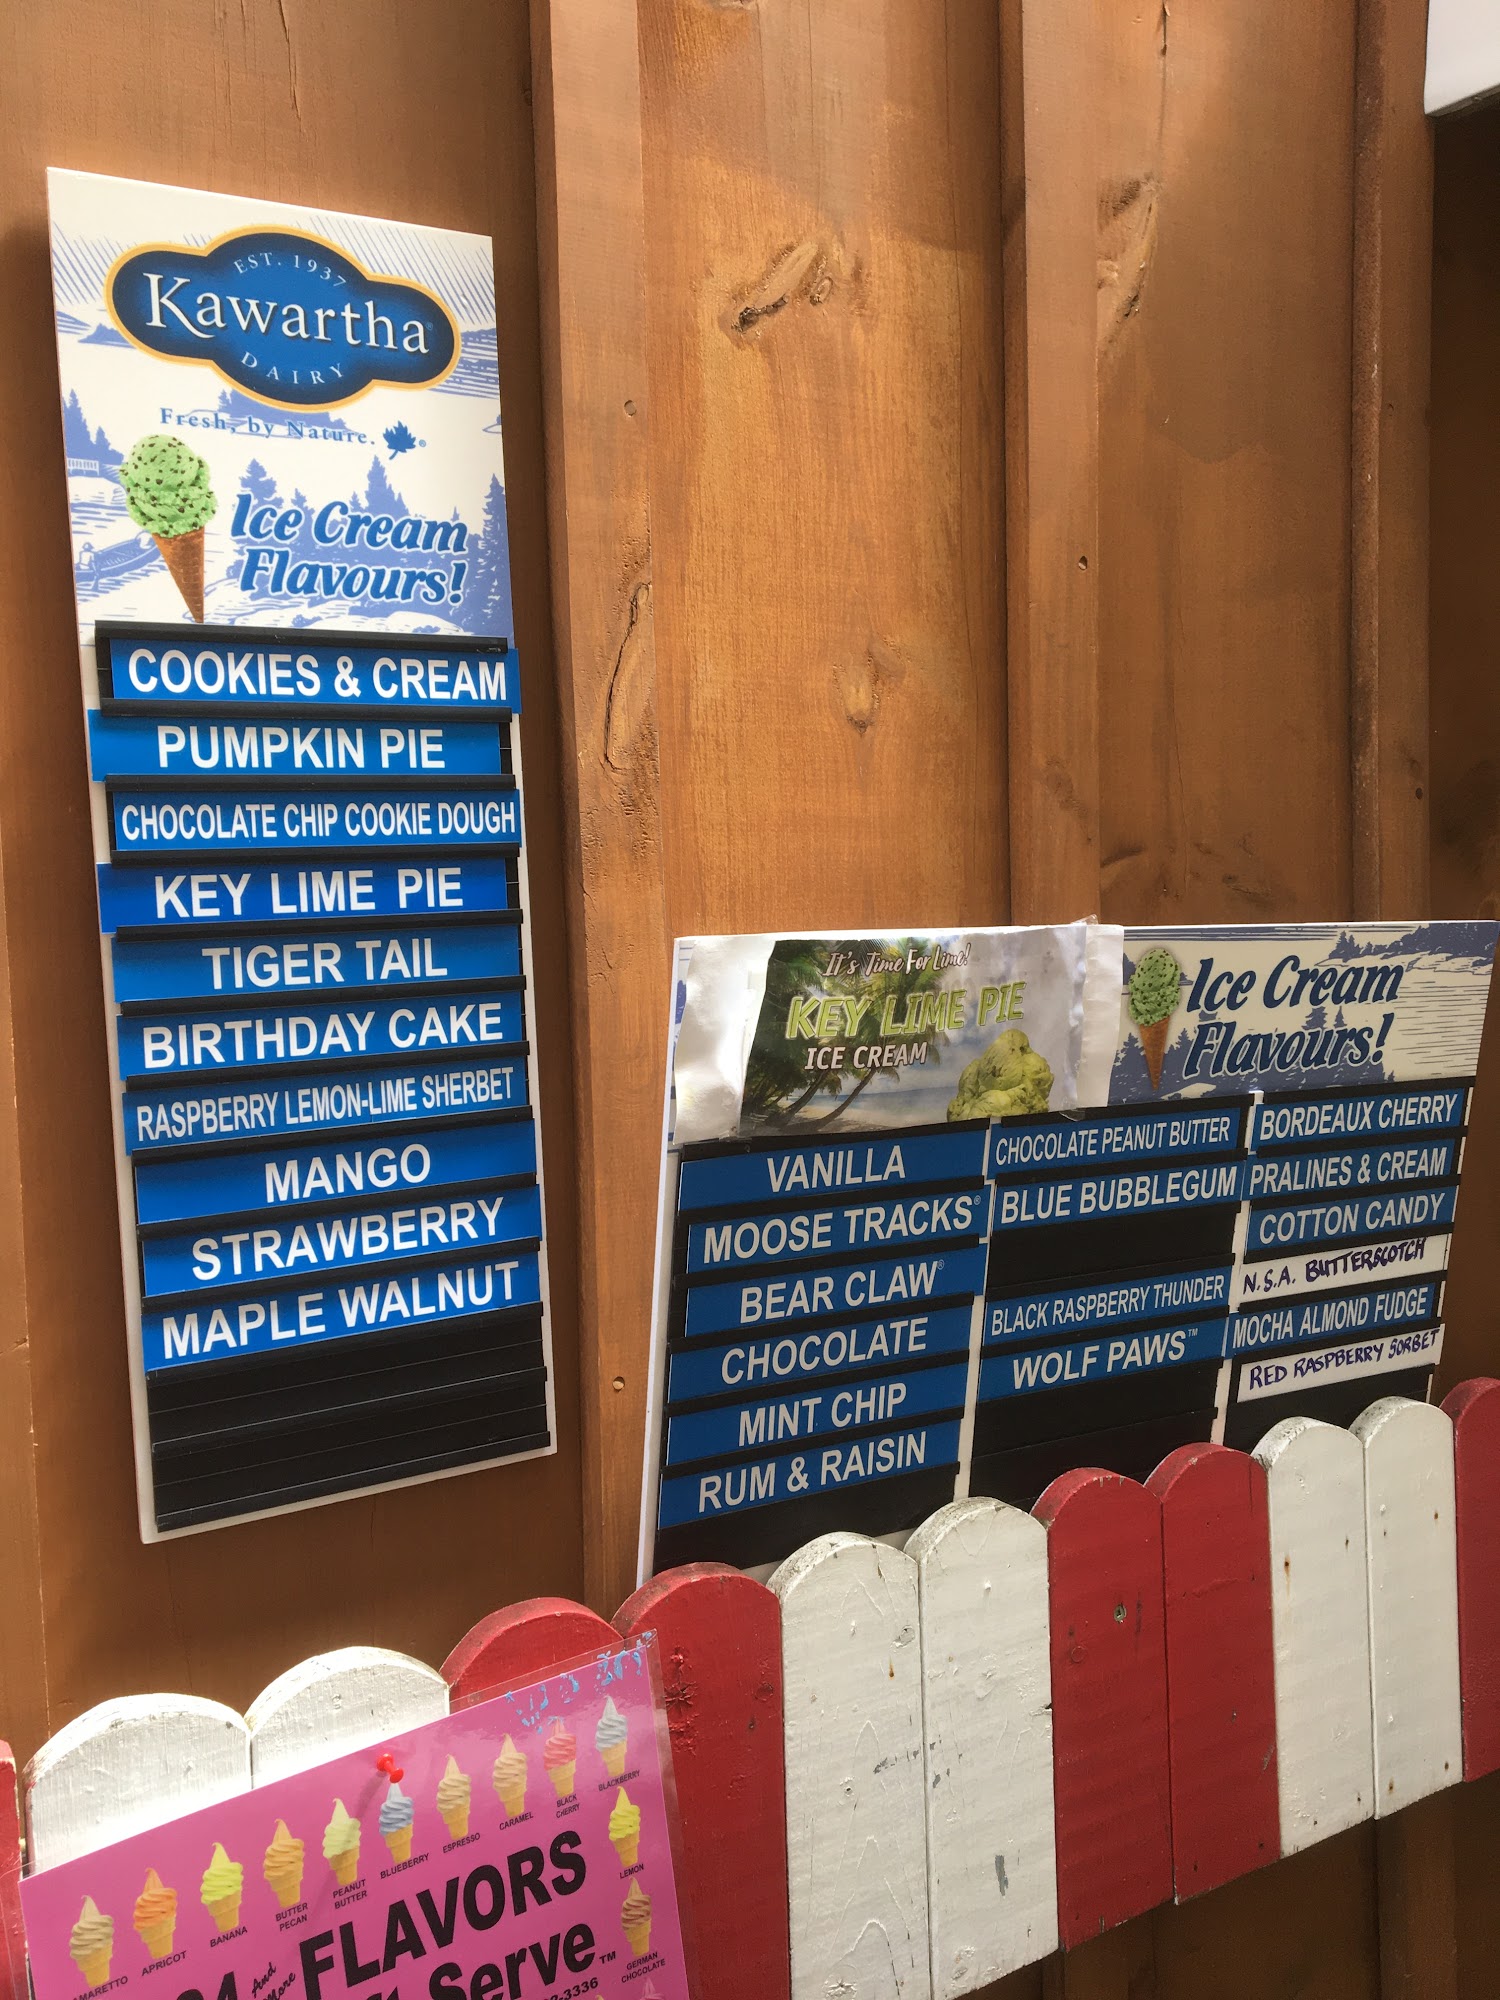 EST. 1937
Kawartha
DAIRY
Fresh, by Nature.
Ice Cream
Flavours!
COOKIES & CREAM
PUMPKIN PIE
CHOCOLATE CHIP COOKIE DOUGH
KEY LIME PIE
TIGER TAIL
BIRTHDAY CAKE
RASPBERRY LEMON-LIME SHERBET
MANGO
STRAWBERRY
MAPLE WALNUT
It's Time For Lime!
KEY LIME PIE
ICE CREAM
Ice Cream
Flavours!
VANILLA
MOOSE TRACKS®
BEAR CLAW®
CHOCOLATE
MINT CHIP
RUM & RAISIN
CHOCOLATE PEANUT BUTTER
BLUE BUBBLEGUM
BLACK RASPBERRY THUNDER
WOLF PAWS™
BORDEAUX CHERRY
PRALINES & CREAM
COTTON CANDY
N.S.A. BUTTERSCOTCH
MOCHA ALMOND FUDGE
RED RASPBERRY SORBET
APRICOT
BANANA
BUTTER
PECAN
PEANUT
BUTTER
BLUEBERRY
ESPRESSO
CARAMEL
BLACK
CHERRY
BLACKBERRY
LEMON
GERMAN
CHOCOLATE
And
FLAVORS
Serve™
-3336